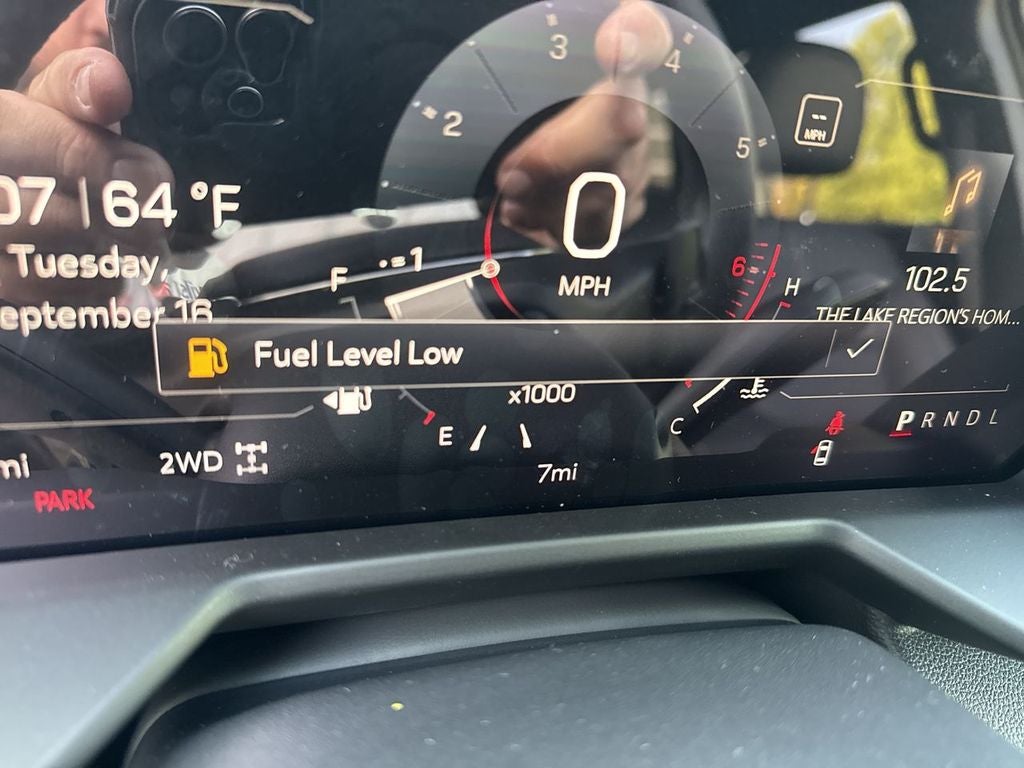 3
4
2
5
--
MPH
07 | 64 °F
0
Tuesday,
F
1
6
H
102.5
MPH
eptember 16
THE LAKE REGION'S HOM...
Fuel Level Low
x1000
E
C
P R N D L
mi
2WD
7mi
PARK